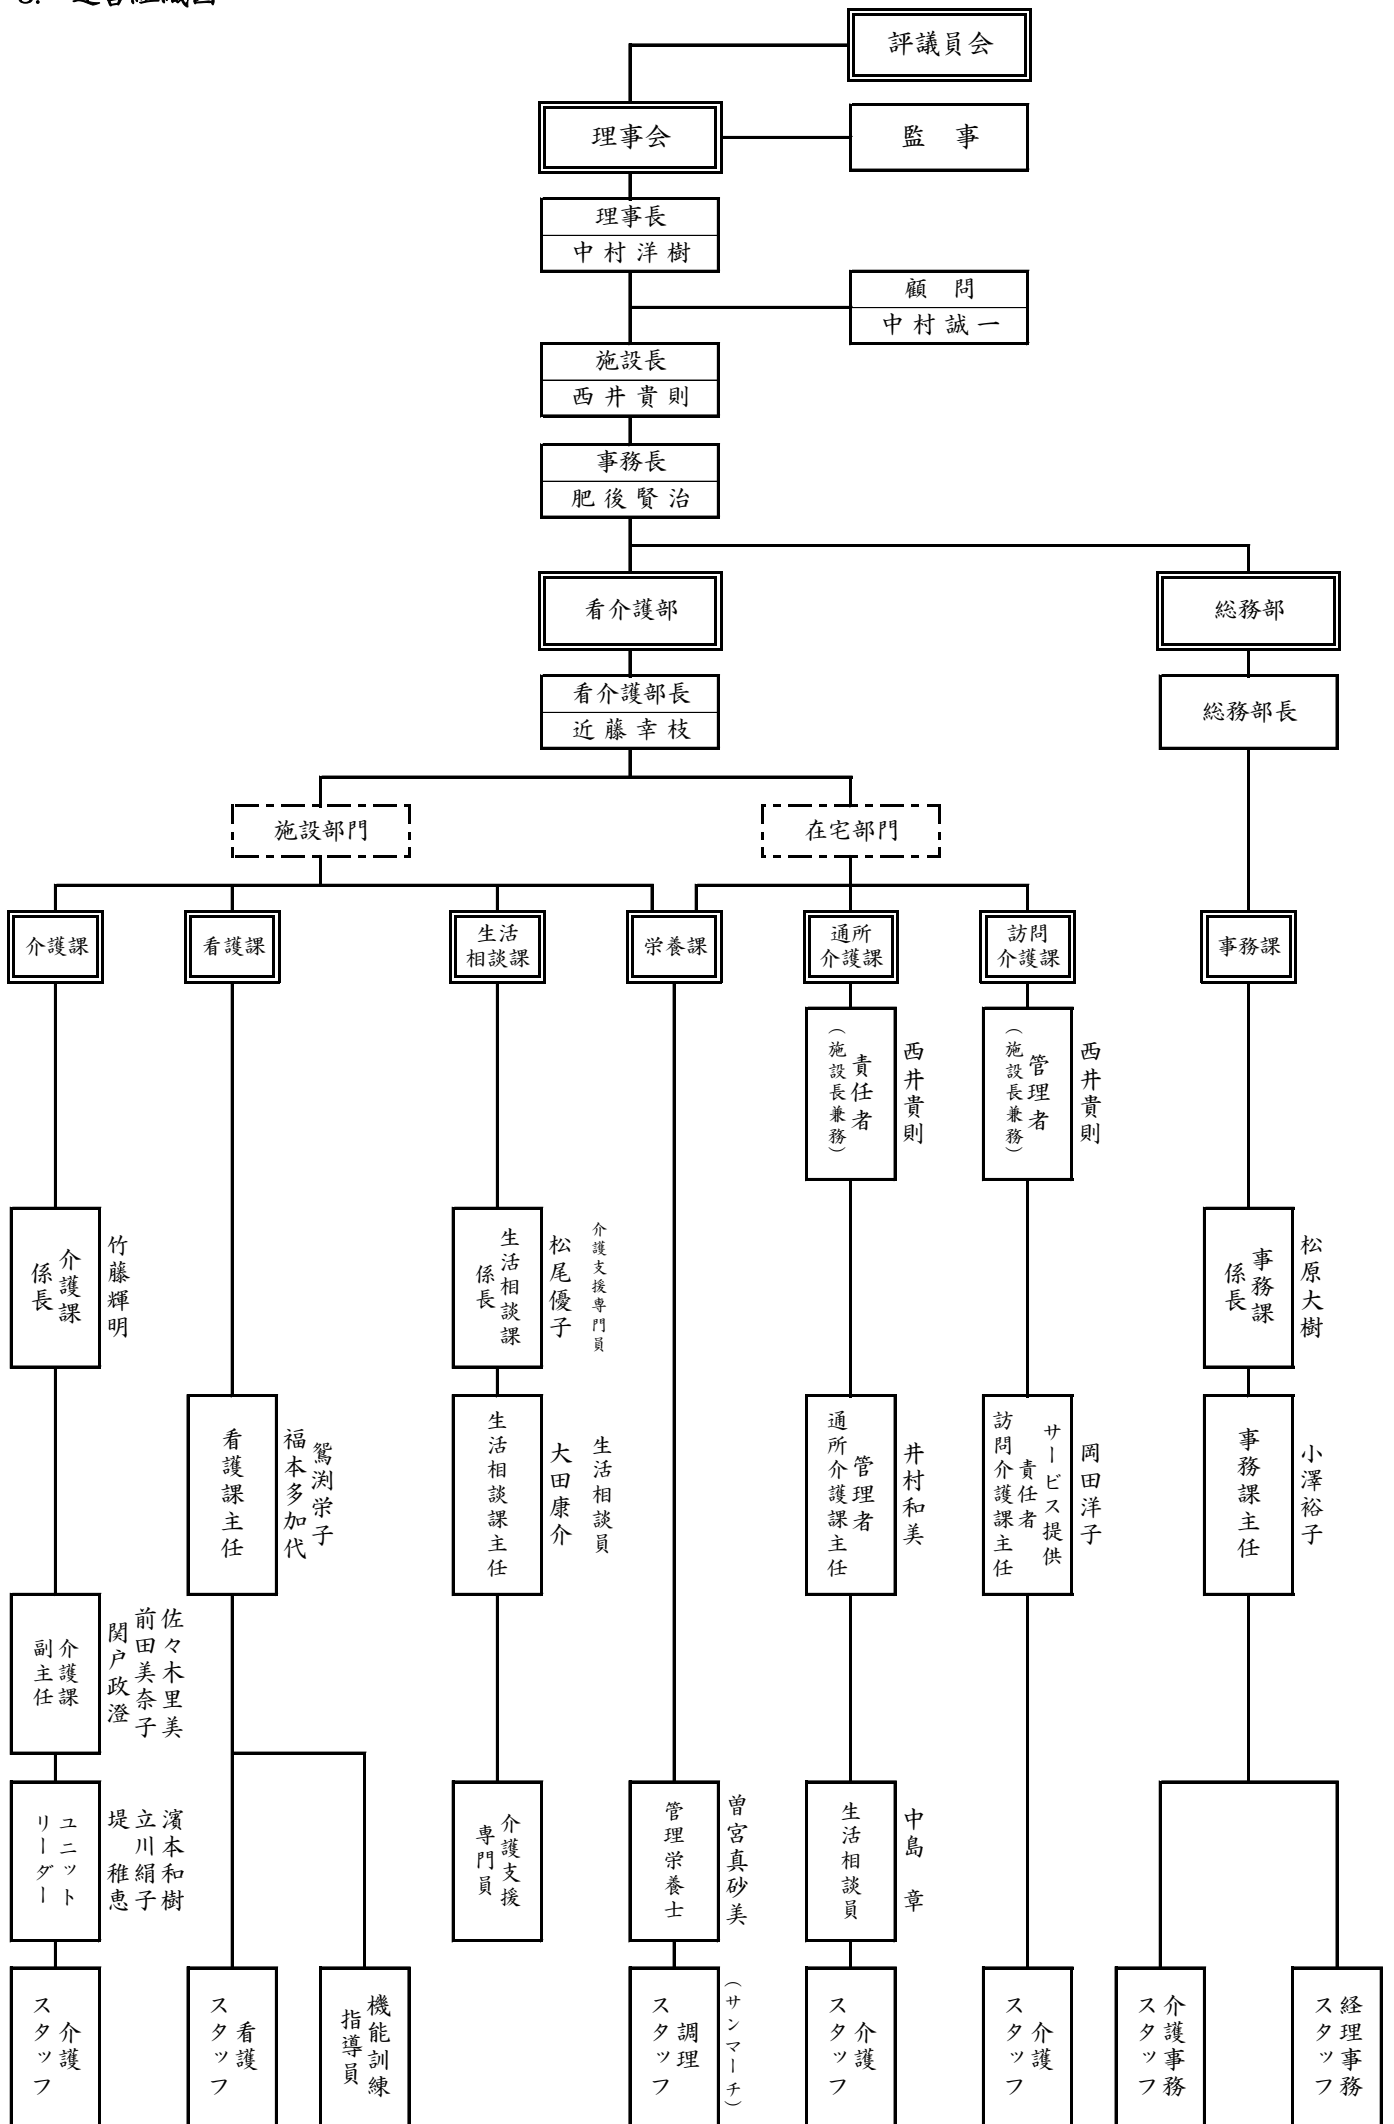 評議員会
理事会
監 事
理事長
中村洋樹
顧 問
中村誠一
施設長
西井貴則
事務長
肥後賢治
看介護部
総務部
看介護部長
近藤幸枝
総務部長
施設部門
在宅部門
介護課
看護課
生活
相談課
栄養課
通所
介護課
訪問
介護課
事務課
責任者
(施設長兼務)
西井貴則
管理者
(施設長兼務)
西井貴則
介護課
係長
竹藤輝明
生活相談課
係長
松尾優子
介護支援専門員
事務課
係長
松原大樹
看護課主任
鴛渕栄子
福本多加代
生活相談課主任
大田康介
生活相談員
管理者
通所介護課主任
井村和美
サービス提供
責任者
訪問介護課主任
岡田洋子
事務課主任
小澤裕子
介護課
副主任
佐々木里美
前田美奈子
関戸政澄
ユニット
リーダー
濱本和樹
立川絹子
堤 稚恵
介護支援
専門員
管理栄養士
曽宮真砂美
生活相談員
中島 章
介護
スタッフ
看護
スタッフ
機能訓練
指導員
調理
スタッフ
(サンマーチ)
介護
スタッフ
介護
スタッフ
介護事務
スタッフ
経理事務
スタッフ